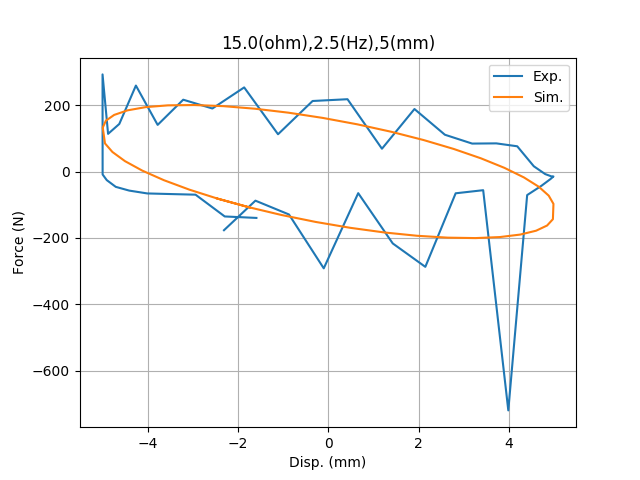 15.0(ohm),2.5(Hz),5(mm)
Exp.
Sim.
200
0
−200
−400
−600
Force (N)
−4
−2
0
2
4
Disp. (mm)